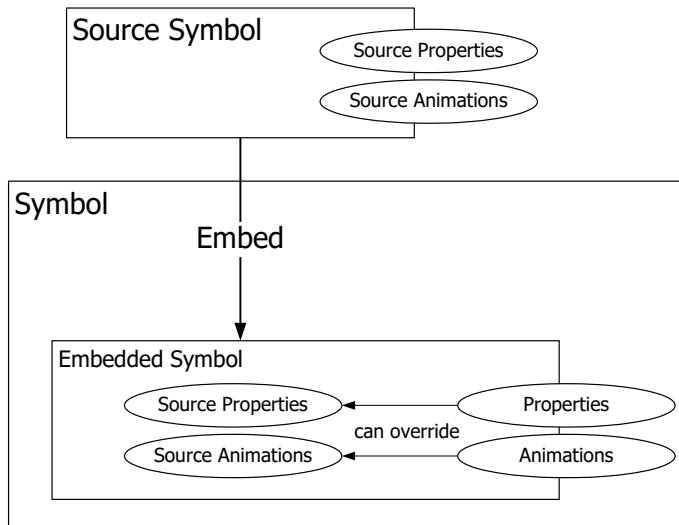 Source Symbol
Source Properties
Source Animations
Symbol
Embed
Embedded Symbol
Source Properties
Properties
can override
Source Animations
Animations